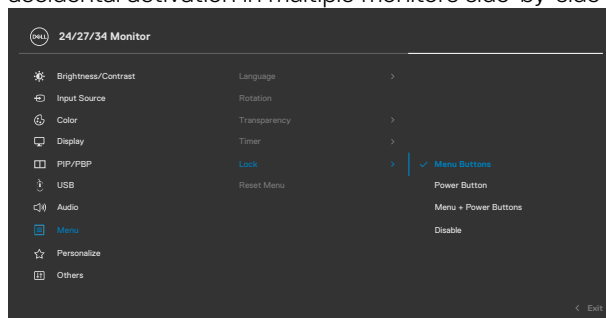 accidental activation in multiple monitors side-by-side
DELL
24/27/34 Monitor
Brightness/Contrast
Language
Input Source
Rotation
Color
Transparency
Display
Timer
PIP/PBP
Lock
Menu Buttons
USB
Reset Menu
Power Button
Audio
Menu + Power Buttons
Menu
Disable
Personalize
Others
Exit